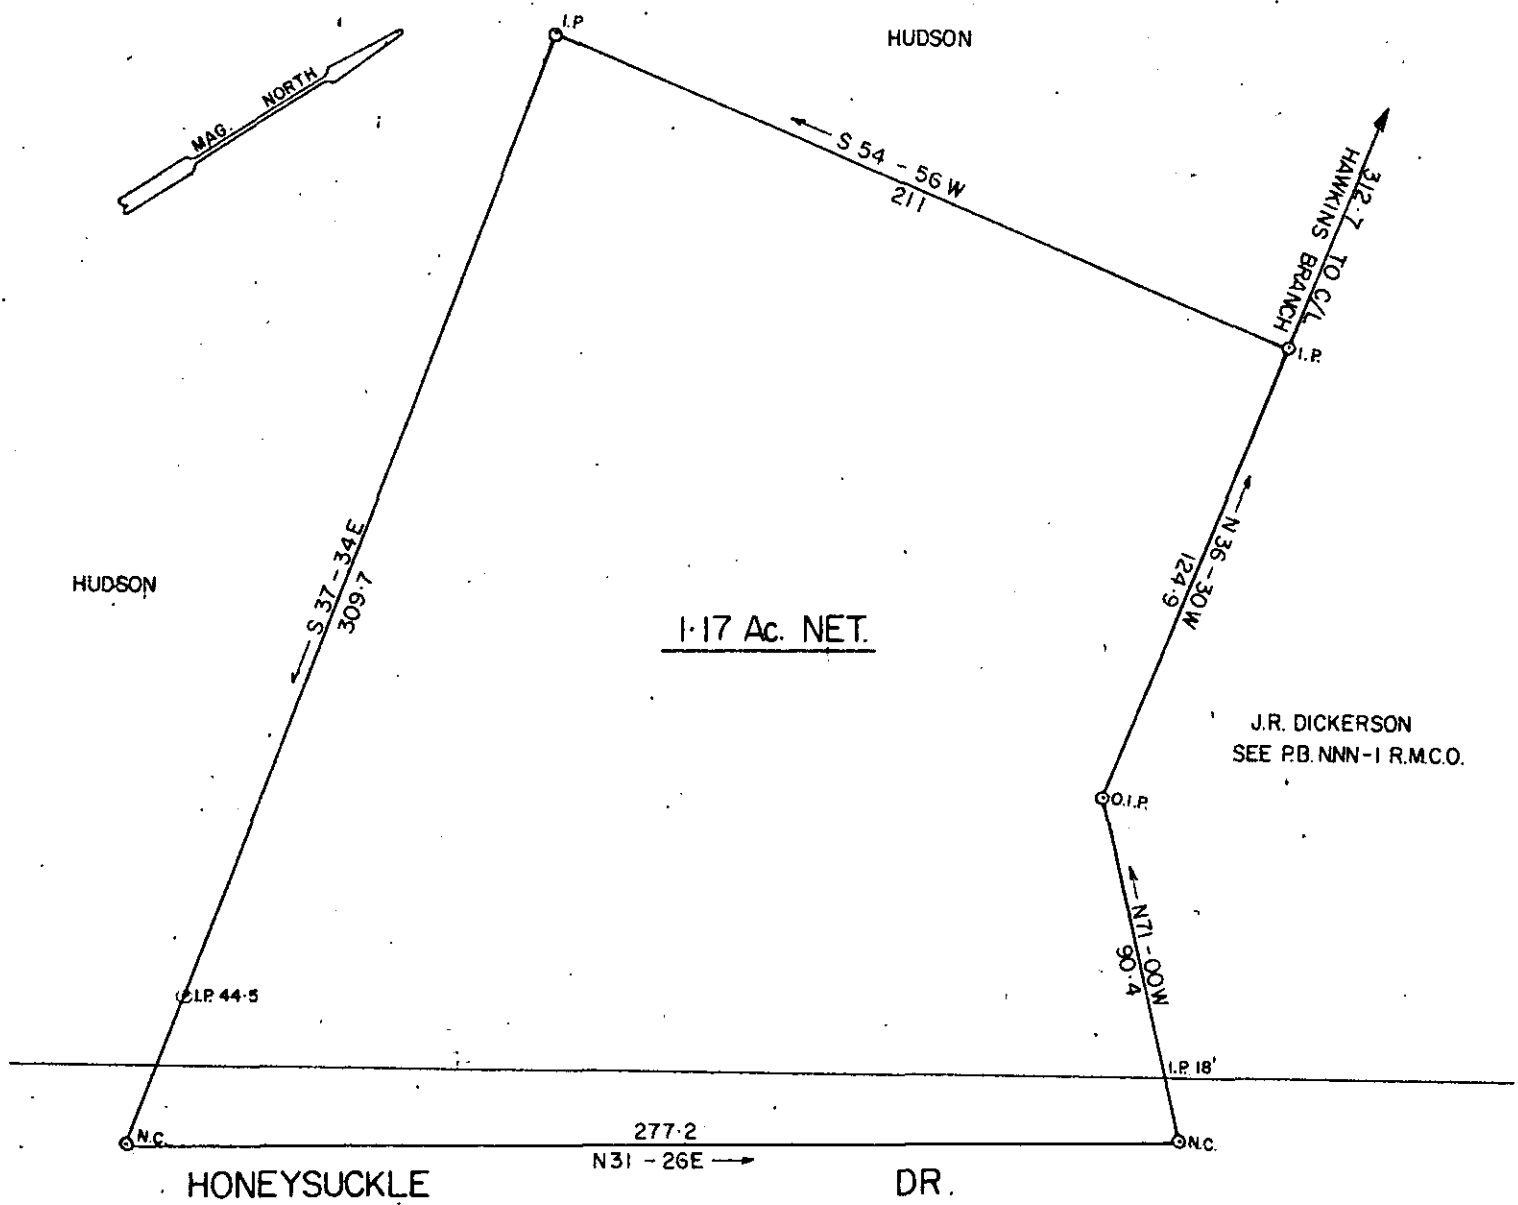 I.P
HUDSON
MAG. NORTH
S 54 - 56 W
211
312.7 TO C/L
HAWKINS BRANCH
I.P.
S 37 - 34 E
309.7
N 36 - 30 W
124.9
HUDSON
1.17 Ac. NET.
J.R. DICKERSON
SEE P.B. NNN-1 R.M.C.O.
O.I.P.
N71 - 00 W
90.4
I.P. 44.5
I.P. 18'
N.C.
277.2
N.C.
N31 - 26E
HONEYSUCKLE DR.